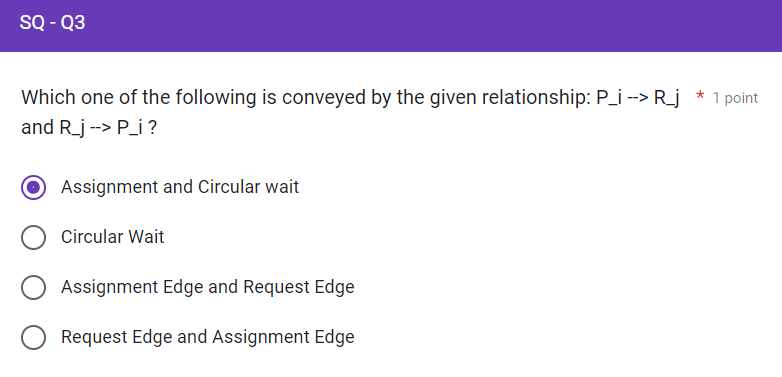 SQ - Q3
Which one of the following is conveyed by the given relationship: P_i --> R_j * 1 point
and R_j --> P_i ?
Assignment and Circular wait
Circular Wait
Assignment Edge and Request Edge
Request Edge and Assignment Edge